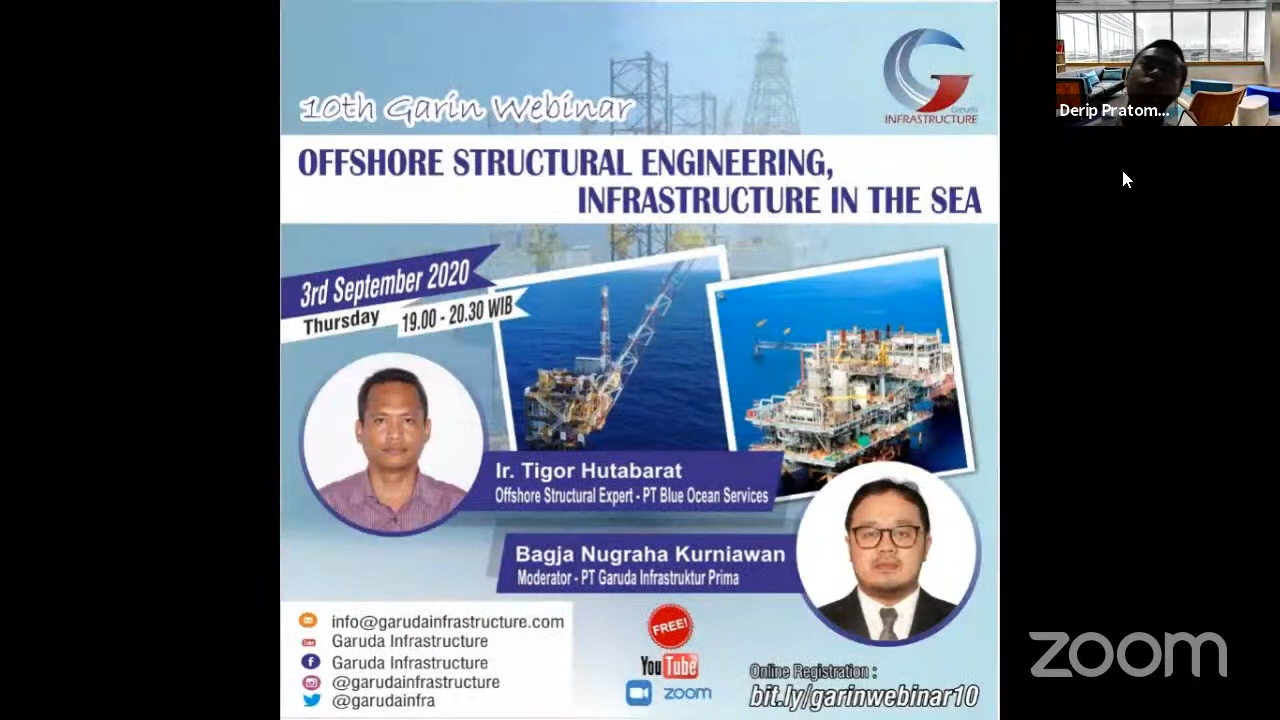 10th Garin Webinar
Garuda
INFRASTRUCTURE
OFFSHORE STRUCTURAL ENGINEERING,
INFRASTRUCTURE IN THE SEA
3rd September 2020
Thursday 19.00 - 20.30 WIB
Ir. Tigor Hutabarat
Offshore Structural Expert - PT Blue Ocean Services
Bagja Nugraha Kurniawan
Moderator - PT Garuda Infrastruktur Prima
info@garudainfrastructure.com
Garuda Infrastructure
Garuda Infrastructure
@garudainfrastructure
@garudainfra
FREE!
YouTube
zoom
Online Registration :
bit.ly/garinwebinar10
Derip Pratom...
zoom